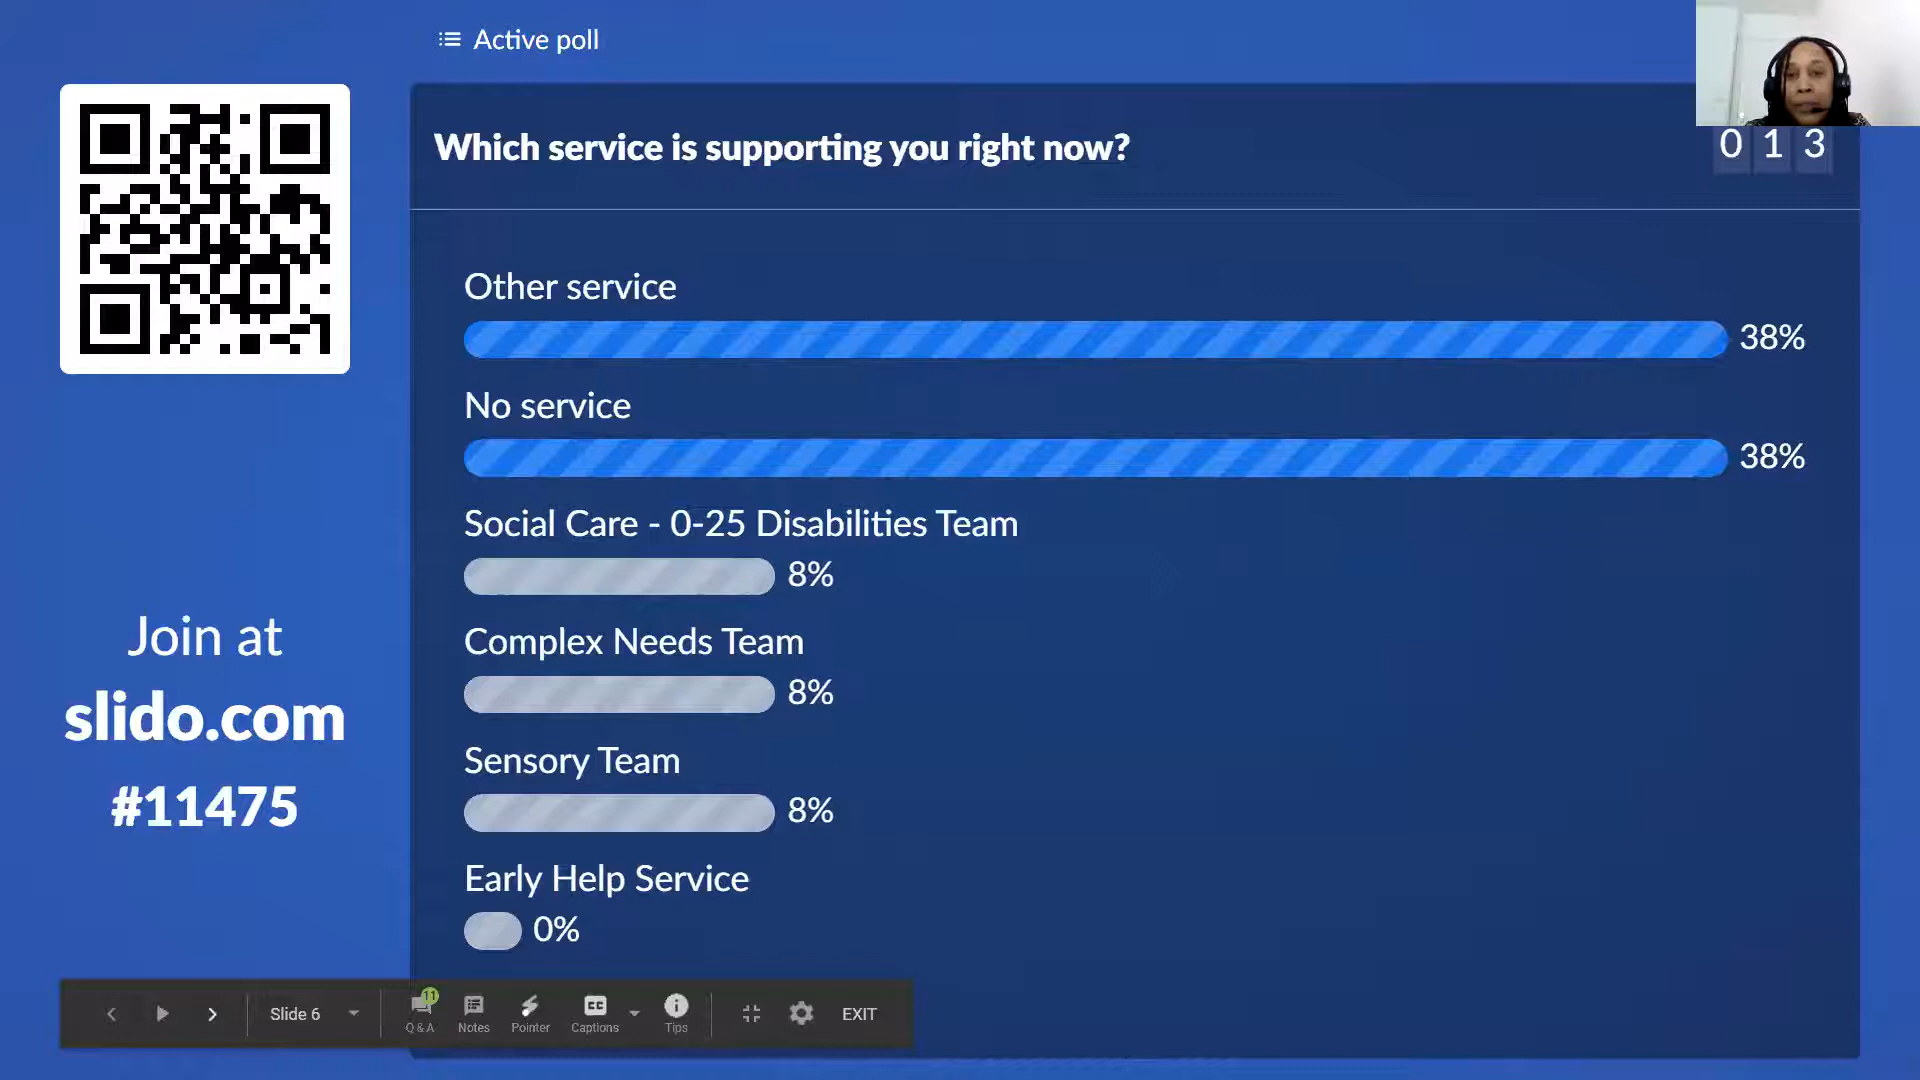 Active poll
Which service is supporting you right now?
0 1 3
Other service
38%
No service
38%
Social Care - 0-25 Disabilities Team
8%
Complex Needs Team
8%
Sensory Team
8%
Early Help Service
0%
Join at
slido.com
#11475
Slide 6
11
Q & A
Notes
Pointer
CC
Captions
Tips
EXIT